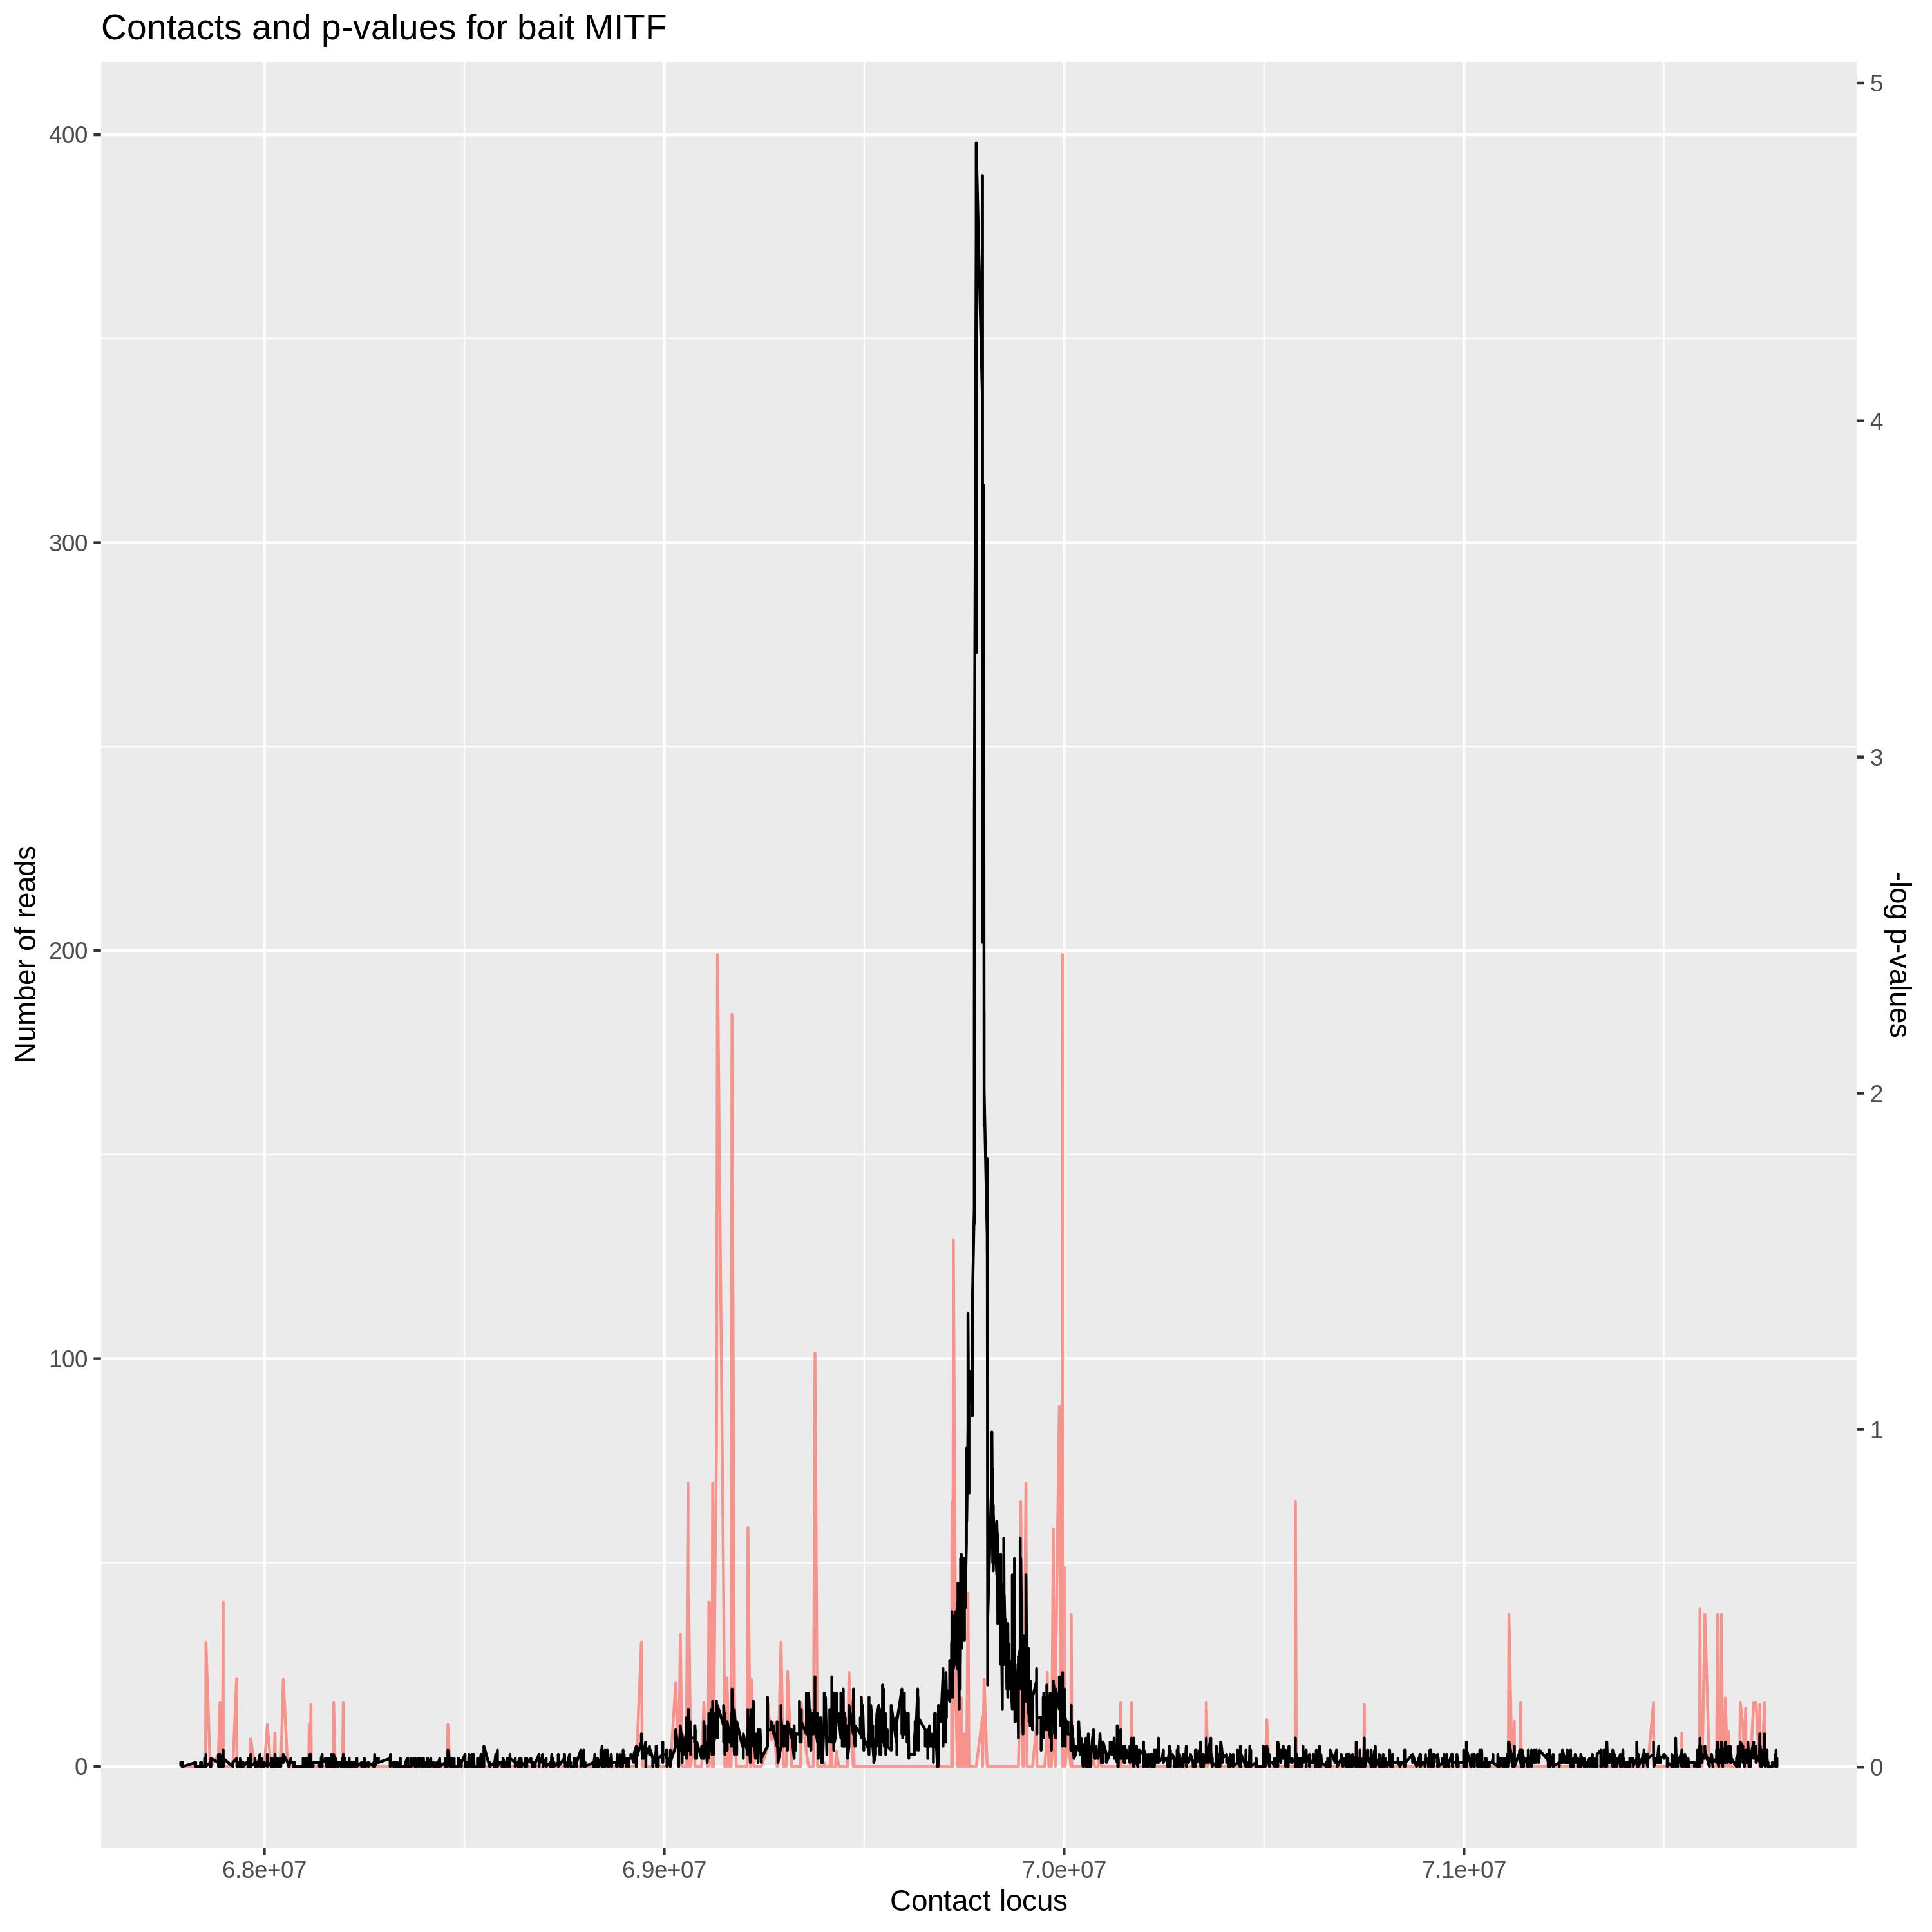 Contacts and p-values for bait MITF
5
400
4
300
3
Number of reads
-log p-values
200
2
100
1
0
0
6.8e+07 6.9e+07 7.0e+07 7.1e+07
Contact locus